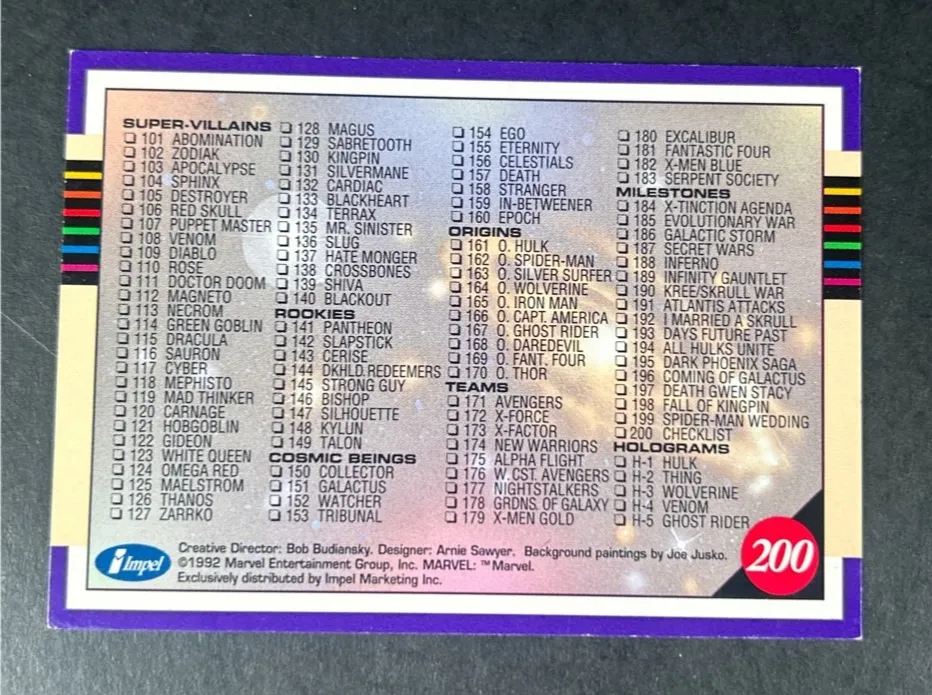 SUPER-VILLAINS
101 ABOMINATION
102 ZODIAK
103 APOCALYPSE
104 SPHINX
105 DESTROYER
106 RED SKULL
107 PUPPET MASTER
108 VENOM
109 DIABLO
110 ROSE
111 DOCTOR DOOM
112 MAGNETO
113 NECROM
114 GREEN GOBLIN
115 DRACULA
116 SAURON
117 CYBER
118 MEPHISTO
119 MAD THINKER
120 CARNAGE
121 HOBGOBLIN
122 GIDEON
123 WHITE QUEEN
124 OMEGA RED
125 MAELSTROM
126 THANOS
127 ZARRKO
128 MAGUS
129 SABRETOOTH
130 KINGPIN
131 SILVERMANE
132 CARDIAC
133 BLACKHEART
134 TERRAX
135 MR. SINISTER
136 SLUG
137 HATE MONGER
138 CROSSBONES
139 SHIVA
140 BLACKOUT
ROOKIES
141 PANTHEON
142 SLAPSTICK
143 CERISE
144 DKHLD. REDEEMERS
145 STRONG GUY
146 BISHOP
147 SILHOUETTE
148 KYLUN
149 TALON
COSMIC BEINGS
150 COLLECTOR
151 GALACTUS
152 WATCHER
153 TRIBUNAL
154 EGO
155 ETERNITY
156 CELESTIALS
157 DEATH
158 STRANGER
159 IN-BETWEENER
160 EPOCH
ORIGINS
161 O. HULK
162 O. SPIDER-MAN
163 O. SILVER SURFER
164 O. WOLVERINE
165 O. IRON MAN
166 O. CAPT. AMERICA
167 O. GHOST RIDER
168 O. DAREDEVIL
169 O. FANT. FOUR
170 O. THOR
TEAMS
171 AVENGERS
172 X-FORCE
173 X-FACTOR
174 NEW WARRIORS
175 ALPHA FLIGHT
176 W. CST. AVENGERS
177 NIGHTSTALKERS
178 GRDNS. OF GALAXY
179 X-MEN GOLD
180 EXCALIBUR
181 FANTASTIC FOUR
182 X-MEN BLUE
183 SERPENT SOCIETY
MILESTONES
184 X-TINCTION AGENDA
185 EVOLUTIONARY WAR
186 GALACTIC STORM
187 SECRET WARS
188 INFERNO
189 INFINITY GAUNTLET
190 KREE/SKRULL WAR
191 ATLANTIS ATTACKS
192 I MARRIED A SKRULL
193 DAYS FUTURE PAST
194 ALL HULKS UNITE
195 DARK PHOENIX SAGA
196 COMING OF GALACTUS
197 DEATH GWEN STACY
198 FALL OF KINGPIN
199 SPIDER-MAN WEDDING
200 CHECKLIST
HOLOGRAMS
H-1 HULK
H-2 THING
H-3 WOLVERINE
H-4 VENOM
H-5 GHOST RIDER
Impel
Creative Director: Bob Budiansky. Designer: Arnie Sawyer. Background paintings by Joe Jusko.
©1992 Marvel Entertainment Group, Inc. MARVEL: ™Marvel.
Exclusively distributed by Impel Marketing Inc.
200